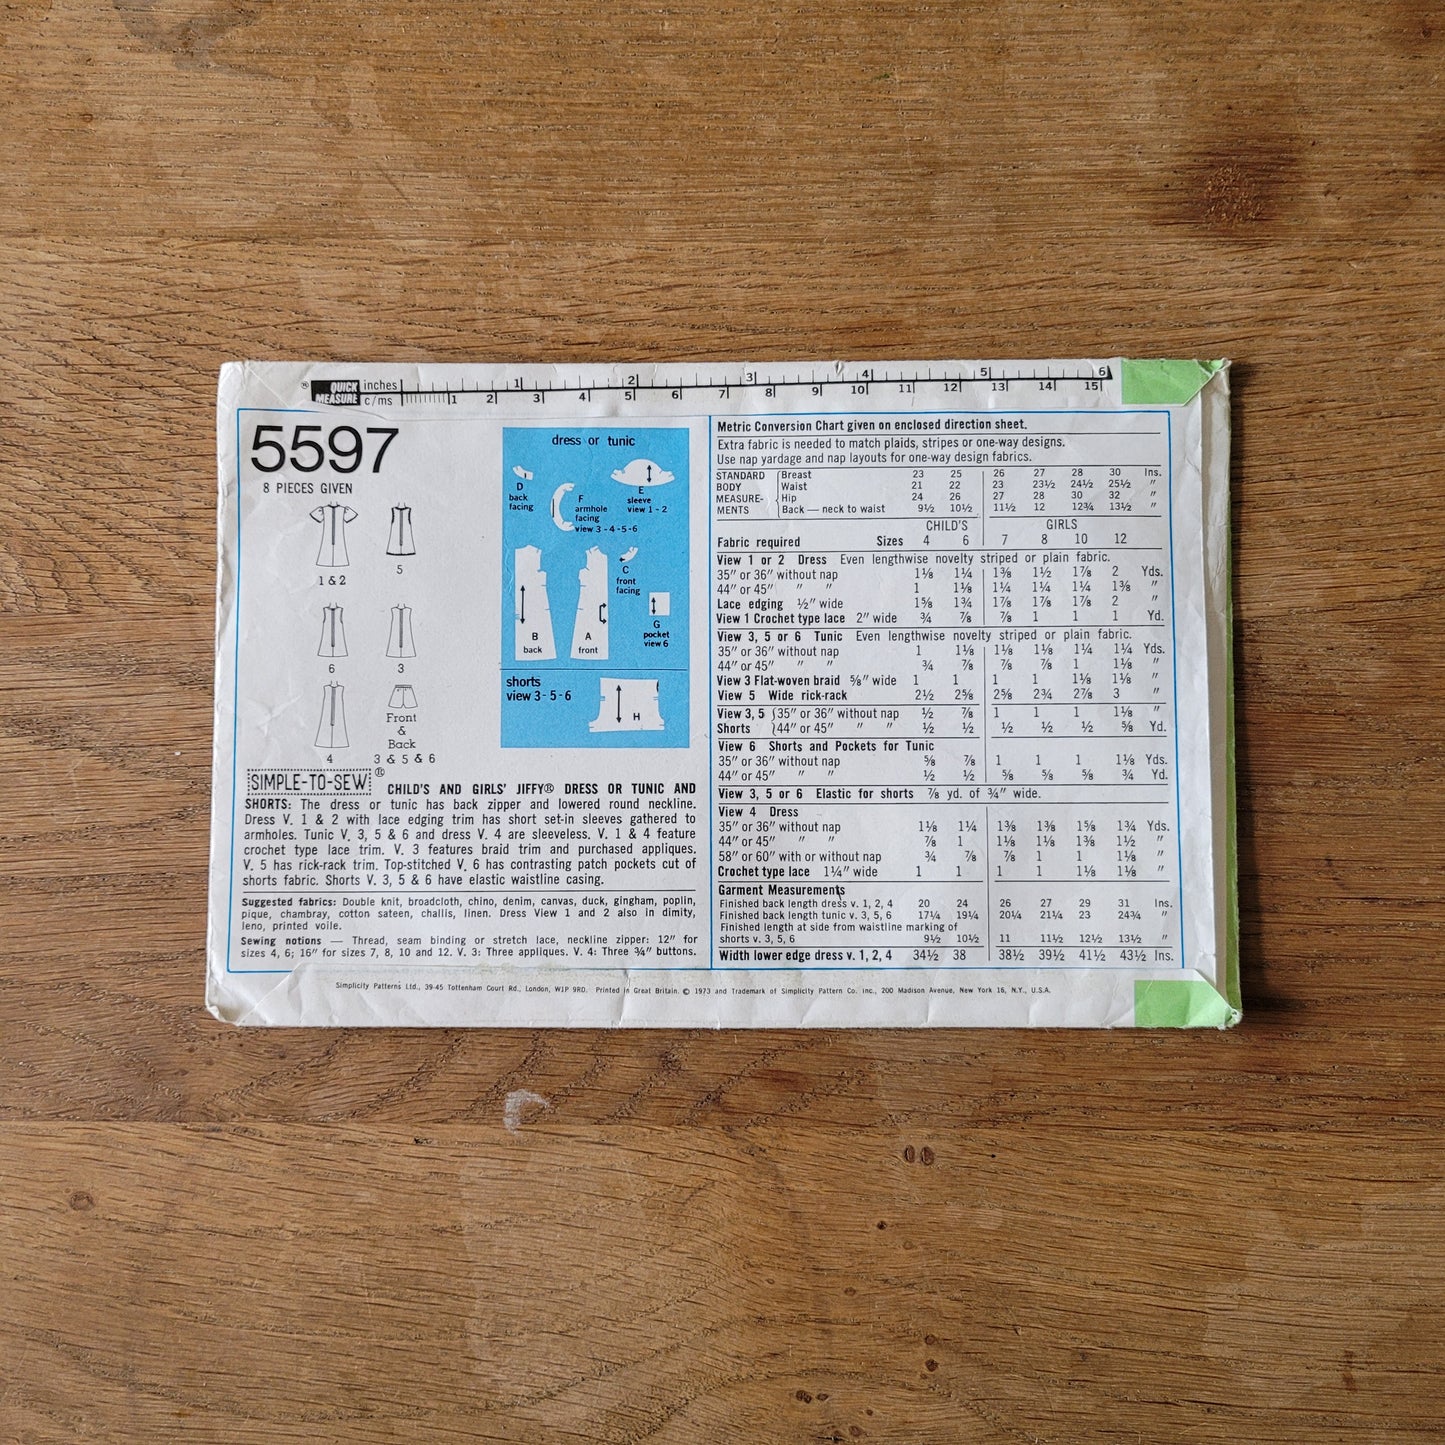 ® QUICK MEASURE inches 1 2 3 4 5 6
c/ms 1 2 3 4 5 6 7 8 9 10 11 12 13 14 15
5597
8 PIECES GIVEN
1 & 2
5
6
3
4
Front
&
Back
3 & 5 & 6
dress or tunic
D
back
facing
F
armhole
facing
view 3-4-5-6
E
sleeve
view 1-2
C
front
facing
B
back
A
front
G
pocket
view 6
shorts
view 3-5-6
H
SIMPLE-TO-SEW® CHILD'S AND GIRLS' JIFFY® DRESS OR TUNIC AND
SHORTS: The dress or tunic has back zipper and lowered round neckline.
Dress V. 1 & 2 with lace edging trim has short set-in sleeves gathered to
armholes. Tunic V. 3, 5 & 6 and dress V. 4 are sleeveless. V. 1 & 4 feature
crochet type lace trim. V. 3 features braid trim and purchased appliques.
V. 5 has rick-rack trim. Top-stitched V. 6 has contrasting patch pockets cut of
shorts fabric. Shorts V. 3, 5 & 6 have elastic waistline casing.
Suggested fabrics: Double knit, broadcloth, chino, denim, canvas, duck, gingham, poplin,
pique, chambray, cotton sateen, challis, linen. Dress View 1 and 2 also in dimity,
leno, printed voile.
Sewing notions — Thread, seam binding or stretch lace, neckline zipper: 12" for
sizes 4, 6; 16" for sizes 7, 8, 10 and 12. V. 3: Three appliques. V. 4: Three ¾" buttons.
Metric Conversion Chart given on enclosed direction sheet.
Extra fabric is needed to match plaids, stripes or one-way designs.
Use nap yardage and nap layouts for one-way design fabrics.
STANDARD Breast 23 25 26 27 28 30 Ins.
BODY Waist 21 22 23 23½ 24½ 25½ "
MEASURE- Hip 24 26 27 28 30 32 "
MENTS Back — neck to waist 9½ 10½ 11½ 12 12¾ 13½ "
CHILD'S GIRLS
Fabric required Sizes 4 6 7 8 10 12
View 1 or 2 Dress Even lengthwise novelty striped or plain fabric.
35" or 36" without nap 1⅛ 1¼ 1⅜ 1½ 1⅞ 2 Yds.
44" or 45" " " 1 1⅛ 1¼ 1¼ 1¼ 1⅜ "
Lace edging ½" wide 1⅝ 1¾ 1⅞ 1⅞ 1⅞ 2 "
View 1 Crochet type lace 2" wide ¾ ⅞ ⅞ 1 1 1 Yd.
View 3, 5 or 6 Tunic Even lengthwise novelty striped or plain fabric.
35" or 36" without nap 1 1⅛ 1⅛ 1⅛ 1¼ 1¼ Yds.
44" or 45" " " ¾ ⅞ ⅞ ⅞ 1 1⅛ "
View 3 Flat-woven braid ⅝" wide 1 1 1 1 1⅛ 1⅛ "
View 5 Wide rick-rack 2½ 2⅝ 2⅝ 2¾ 2⅞ 3 "
View 3, 5 35" or 36" without nap ½ ⅞ 1 1 1 1⅛ "
Shorts 44" or 45" " " ½ ½ ½ ½ ½ ⅝ Yd.
View 6 Shorts and Pockets for Tunic
35" or 36" without nap ⅝ ⅞ 1 1 1 1⅛ Yds.
44" or 45" " " ½ ½ ⅝ ⅝ ⅝ ¾ Yd.
View 3, 5 or 6 Elastic for shorts ⅞ yd. of ¾" wide.
View 4 Dress
35" or 36" without nap 1⅛ 1¼ 1⅜ 1⅜ 1⅝ 1¾ Yds.
44" or 45" " " ⅞ 1 1⅛ 1⅛ 1⅜ 1½ "
58" or 60" with or without nap ¾ ⅞ ⅞ 1 1 1⅛ "
Crochet type lace 1¼" wide 1 1 1 1 1⅛ 1⅛ "
Garment Measurements
Finished back length dress v. 1, 2, 4 20 24 26 27 29 31 Ins.
Finished back length tunic v. 3, 5, 6 17¼ 19¼ 20¼ 21¼ 23 24¾ "
Finished length at side from waistline marking of
shorts v. 3, 5, 6 9½ 10½ 11 11½ 12½ 13½ "
Width lower edge dress v. 1, 2, 4 34½ 38 38½ 39½ 41½ 43½ Ins.
Simplicity Patterns Ltd., 39-45 Tottenham Court Rd., London, W1P 9RD. Printed in Great Britain. © 1973 and Trademark of Simplicity Pattern Co. Inc., 200 Madison Avenue, New York 16, N.Y., U.S.A.